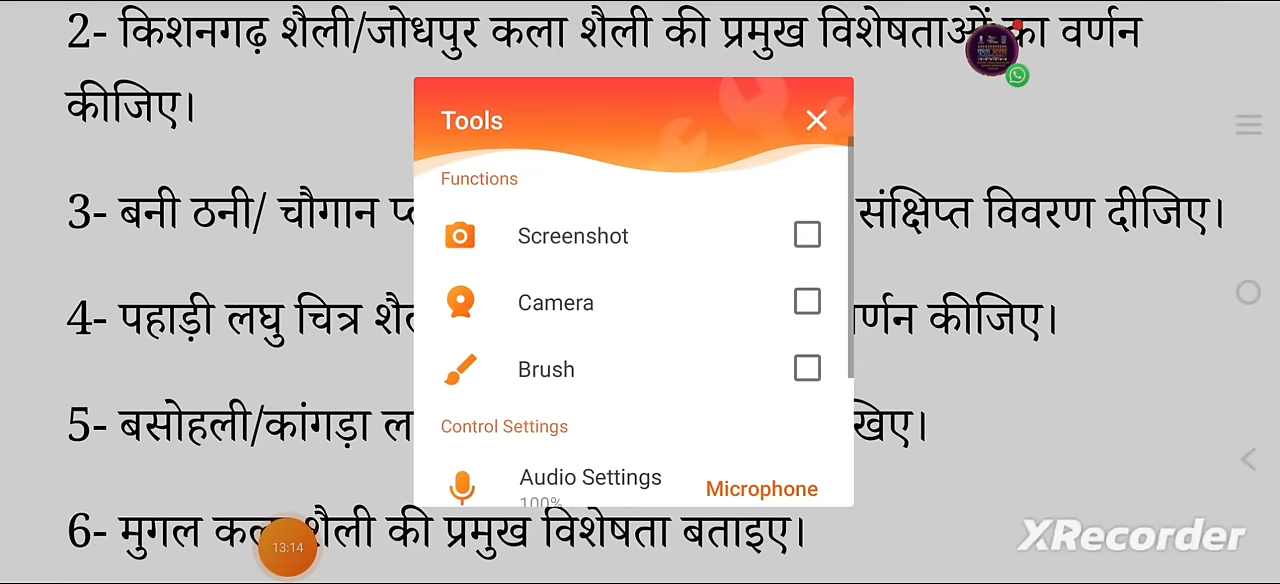 2- किशनगढ़ शैली/जोधपुर कला शैली की प्रमुख विशेषताओं का वर्णन
कीजिए।
Tools
Functions
3- बनी ठनी/ चौगान संक्षिप्त विवरण दीजिए।
Screenshot
Camera
4- पहाड़ी लघु चित्र कीजिए।
Brush
Control Settings
5- बसोहली/कांगड़ा
Audio Settings
100%
Microphone
6- मुगल कला शैली की प्रमुख विशेषता बताइए।
13:14
XRecorder